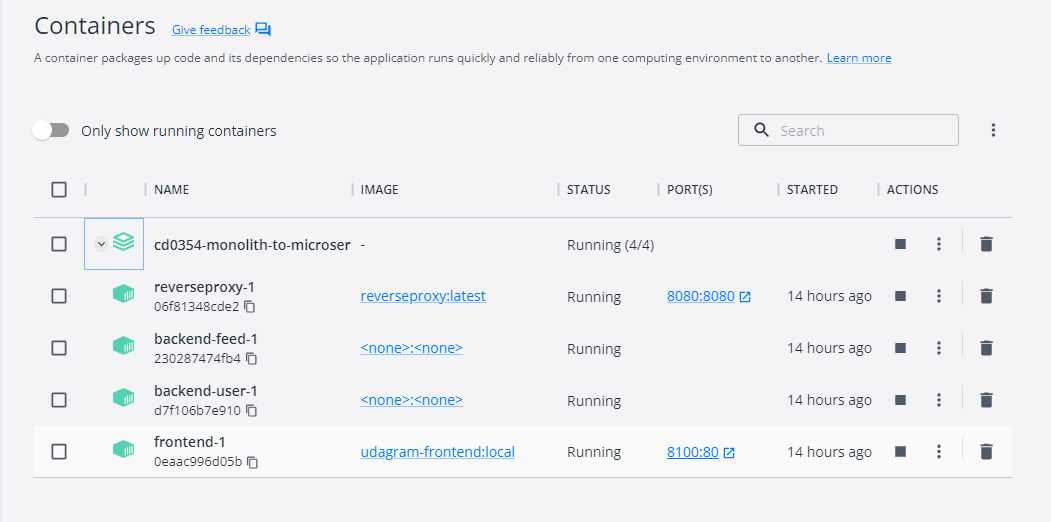 Containers Give feedback
A container packages up code and its dependencies so the application runs quickly and reliably from one computing environment to another. Learn more
Only show running containers Search
NAME IMAGE STATUS PORT(S) STARTED ACTIONS
cd0354-monolith-to-microser - Running (4/4)
reverseproxy-1 reverseproxy:latest Running 8080:8080 14 hours ago
06f81348cde2
backend-feed-1 <none>:<none> Running 14 hours ago
230287474fb4
backend-user-1 <none>:<none> Running 14 hours ago
d7f106b7e910
frontend-1 udagram-frontend:local Running 8100:80 14 hours ago
0eaac996d05b